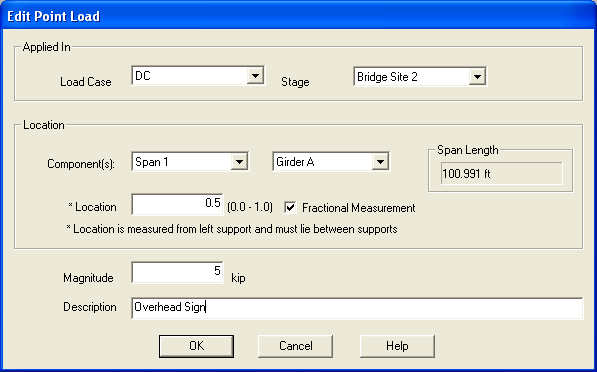 Edit Point Load
Applied In
Load Case DC Stage Bridge Site 2
Location
Component(s): Span 1 Girder A
Span Length
100.991 ft
* Location 0.5 (0.0 - 1.0) Fractional Measurement
* Location is measured from left support and must lie between supports
Magnitude 5 kip
Description Overhead Sign
OK Cancel Help